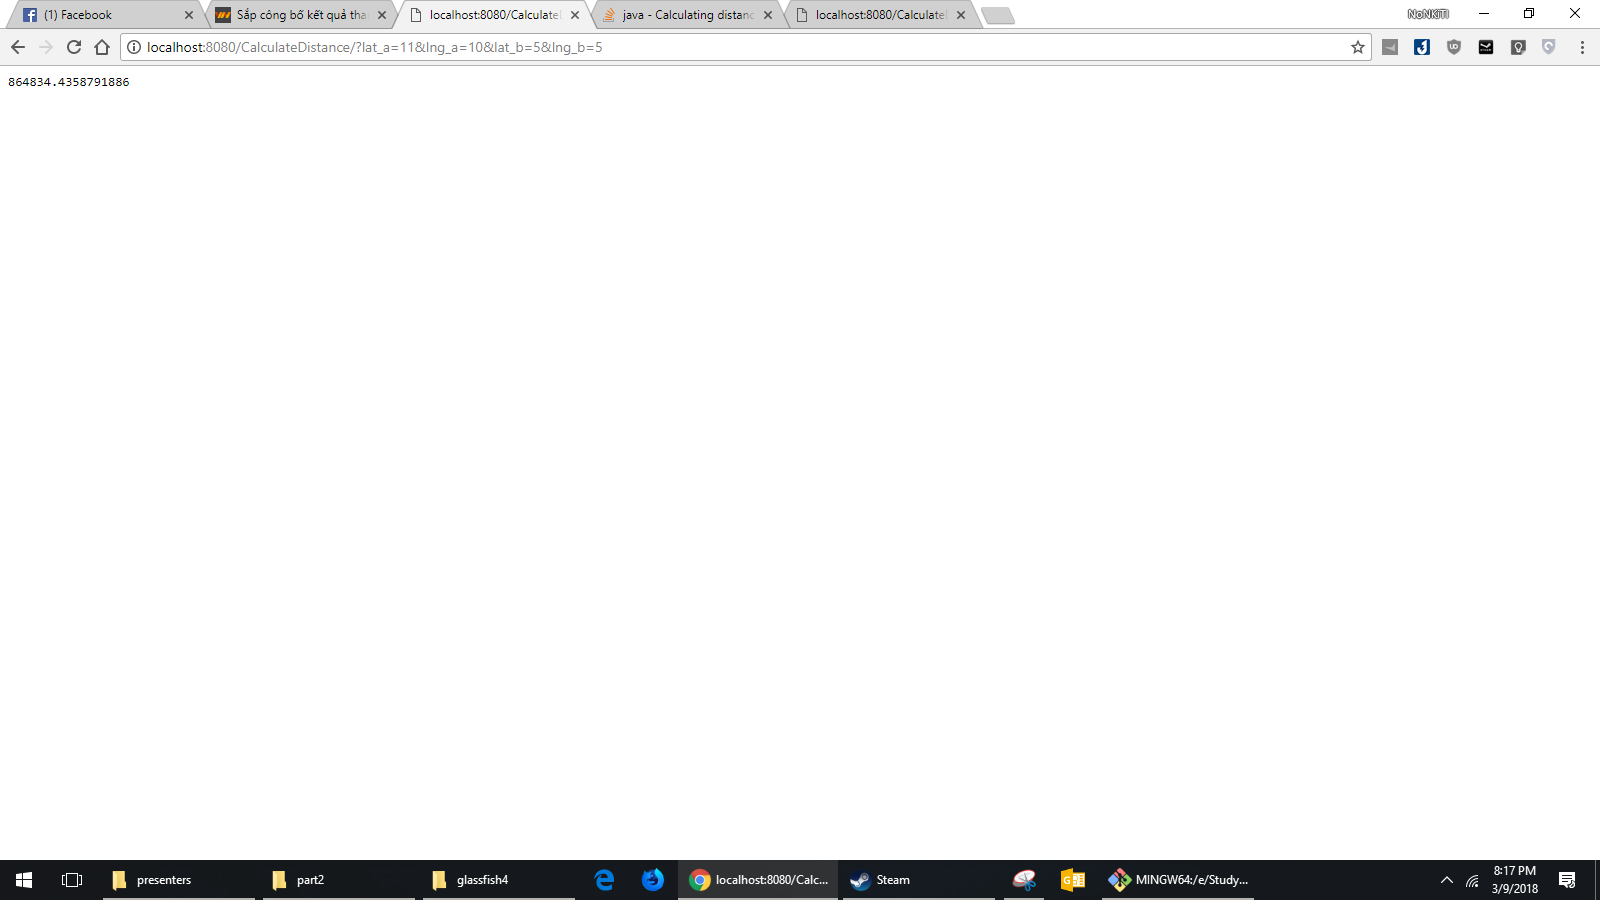 (1) Facebook
Sắp công bố kết quả tha
localhost:8080/Calculate
java - Calculating distanc
localhost:8080/Calculate
NoNKiTi
localhost:8080/CalculateDistance/?lat_a=11&lng_a=10&lat_b=5&lng_b=5
864834.4358791886
presenters
part2
glassfish4
localhost:8080/Calc...
Steam
MINGW64:/e/Study...
8:17 PM
3/9/2018